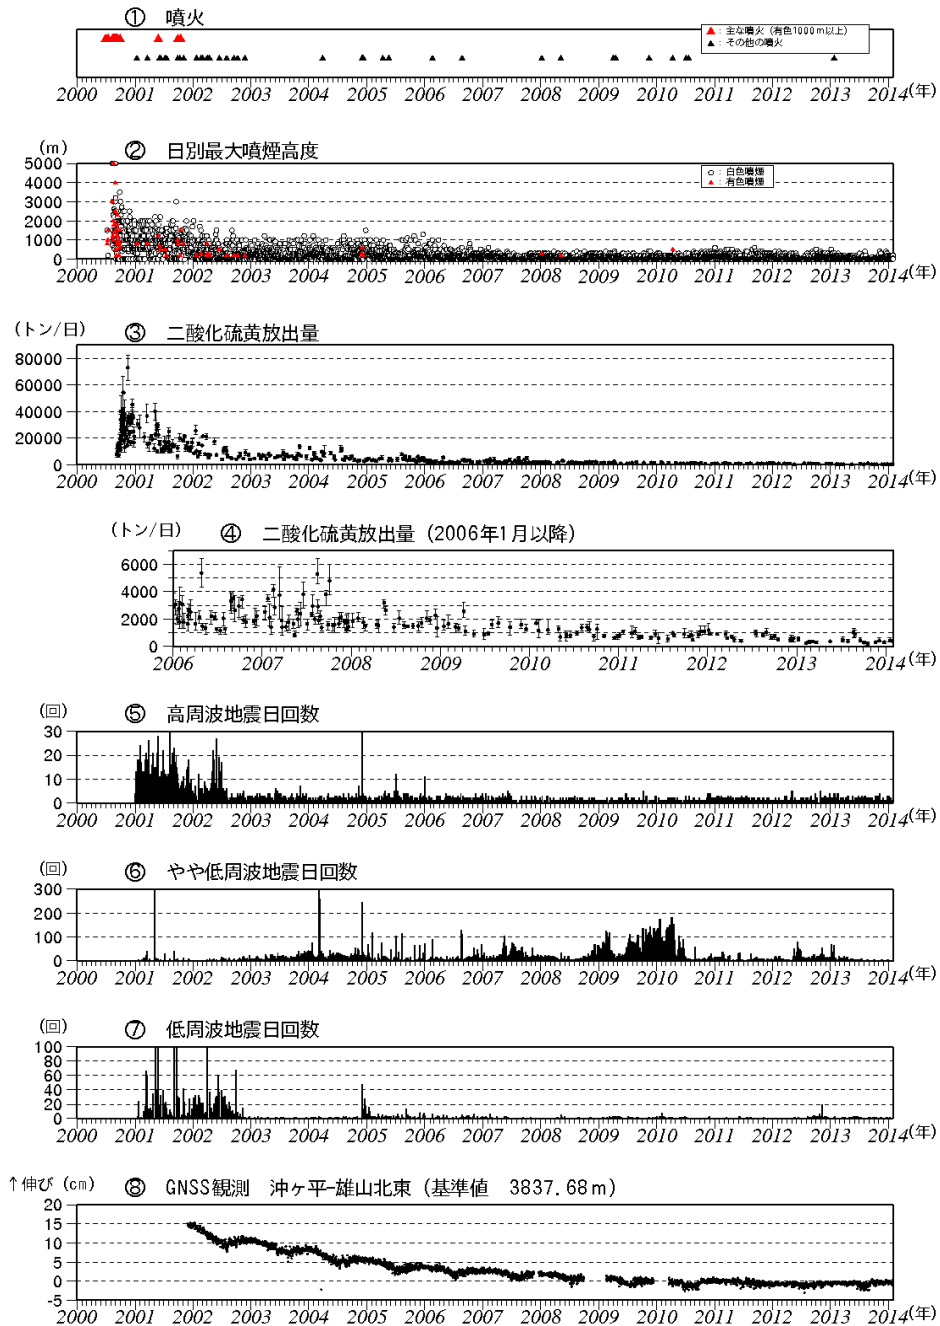 ① 噴火
▲：主な噴火（有色1000m以上）
▲：その他の噴火
2000 2001 2002 2003 2004 2005 2006 2007 2008 2009 2010 2011 2012 2013 2014(年)
(m) ② 日別最大噴煙高度
○：白色噴煙
▲：有色噴煙
5000
4000
3000
2000
1000
0
2000 2001 2002 2003 2004 2005 2006 2007 2008 2009 2010 2011 2012 2013 2014(年)
(トン/日) ③ 二酸化硫黄放出量
80000
60000
40000
20000
0
2000 2001 2002 2003 2004 2005 2006 2007 2008 2009 2010 2011 2012 2013 2014(年)
(トン/日) ④ 二酸化硫黄放出量（2006年1月以降）
6000
4000
2000
0
2006 2007 2008 2009 2010 2011 2012 2013 2014 (年)
(回) ⑤ 高周波地震日回数
30
20
10
0
2000 2001 2002 2003 2004 2005 2006 2007 2008 2009 2010 2011 2012 2013 2014(年)
(回) ⑥ やや低周波地震日回数
300
200
100
0
2000 2001 2002 2003 2004 2005 2006 2007 2008 2009 2010 2011 2012 2013 2014(年)
(回) ⑦ 低周波地震日回数
100
80
60
40
20
0
2000 2001 2002 2003 2004 2005 2006 2007 2008 2009 2010 2011 2012 2013 2014(年)
↑伸び (cm) ⑧ GNSS観測 沖ヶ平-雄山北東（基準値 3837.68m）
20
15
10
5
0
-5
2000 2001 2002 2003 2004 2005 2006 2007 2008 2009 2010 2011 2012 2013 2014(年)